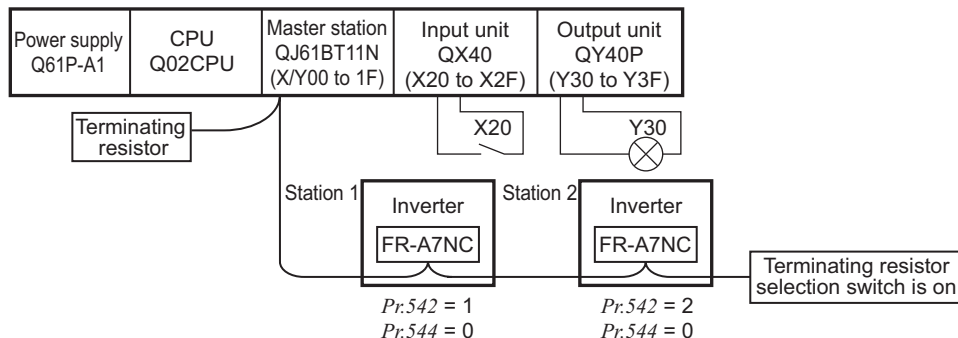 Power supply
Q61P-A1
CPU
Q02CPU
Master station
QJ61BT11N
(X/Y00 to 1F)
Input unit
QX40
(X20 to X2F)
Output unit
QY40P
(Y30 to Y3F)
Terminating
resistor
X20
Y30
Station 1
Inverter
FR-A7NC
Station 2
Inverter
FR-A7NC
Terminating resistor
selection switch is on
Pr.542 = 1
Pr.544 = 0
Pr.542 = 2
Pr.544 = 0